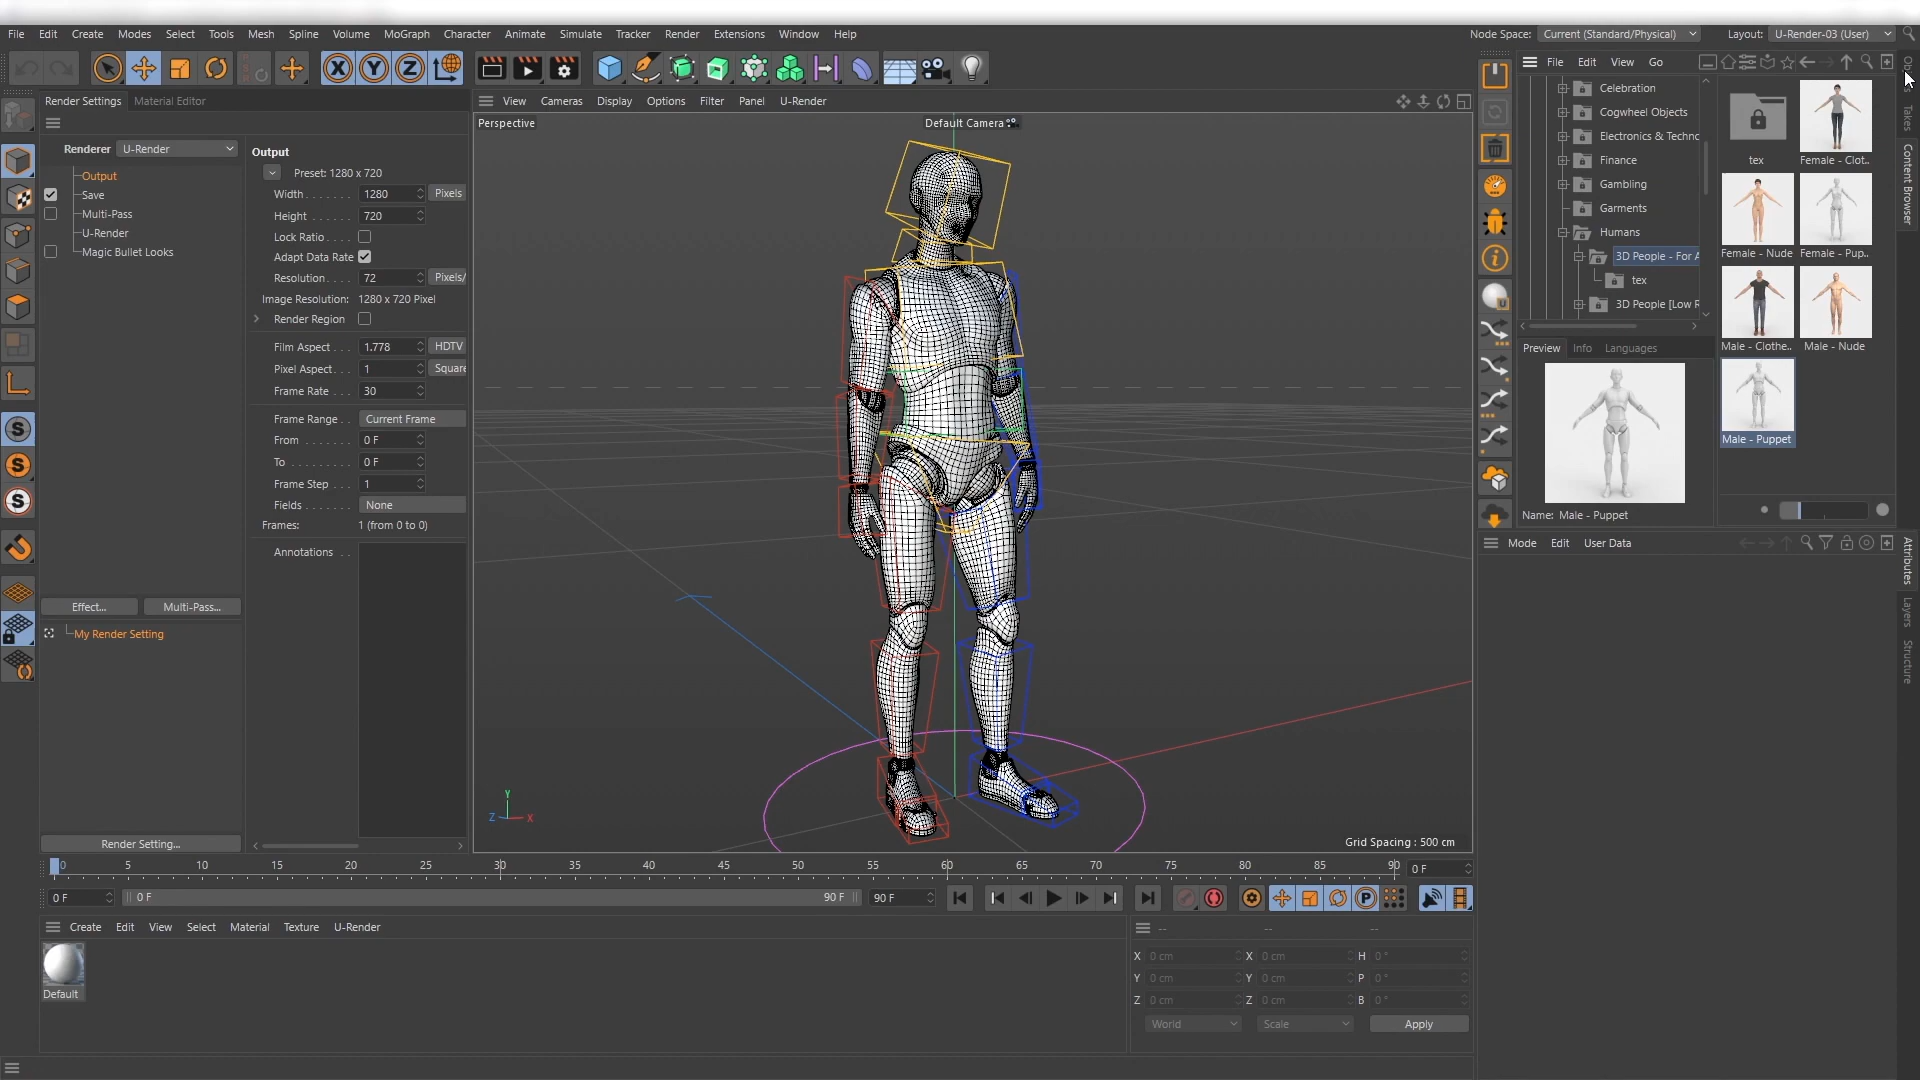 File Edit Create Modes Select Tools Mesh Spline Volume MoGraph Character Animate Simulate Tracker Render Extensions Window Help
Node Space: Current (Standard/Physical) Layout: U-Render-03 (User)
Render Settings Material Editor
Renderer U-Render
Output
Save
Multi-Pass
U-Render
Magic Bullet Looks
Effect... Multi-Pass...
My Render Setting
Render Setting...
Output
Preset: 1280 x 720
Width 1280 Pixels
Height 720
Lock Ratio
Adapt Data Rate
Resolution 72 Pixels/
Image Resolution: 1280 x 720 Pixel
Render Region
Film Aspect 1.778 HDTV
Pixel Aspect 1 Square
Frame Rate 30
Frame Range Current Frame
From 0 F
To 0 F
Frame Step 1
Fields None
Frames: 1 (from 0 to 0)
Annotations
View Cameras Display Options Filter Panel U-Render
Perspective
Default Camera
Y
Z X
Grid Spacing : 500 cm
File Edit View Go
Celebration
Cogwheel Objects
Electronics & Techno
Finance
Gambling
Garments
Humans
3D People - For A
tex
3D People [Low R
tex
Female - Clot..
Female - Nude
Female - Pup..
Male - Clothe..
Male - Nude
Male - Puppet
Preview Info Languages
Name: Male - Puppet
Mode Edit User Data
Takes
Content Browser
Attributes
Layers
Structure
0 5 10 15 20 25 30 35 40 45 50 55 60 65 70 75 80 85 90 0 F
0 F 0 F 90 F 90 F
Create Edit View Select Material Texture U-Render
Default
-- -- --
X 0 cm X 0 cm H 0 °
Y 0 cm Y 0 cm P 0 °
Z 0 cm Z 0 cm B 0 °
World Scale Apply